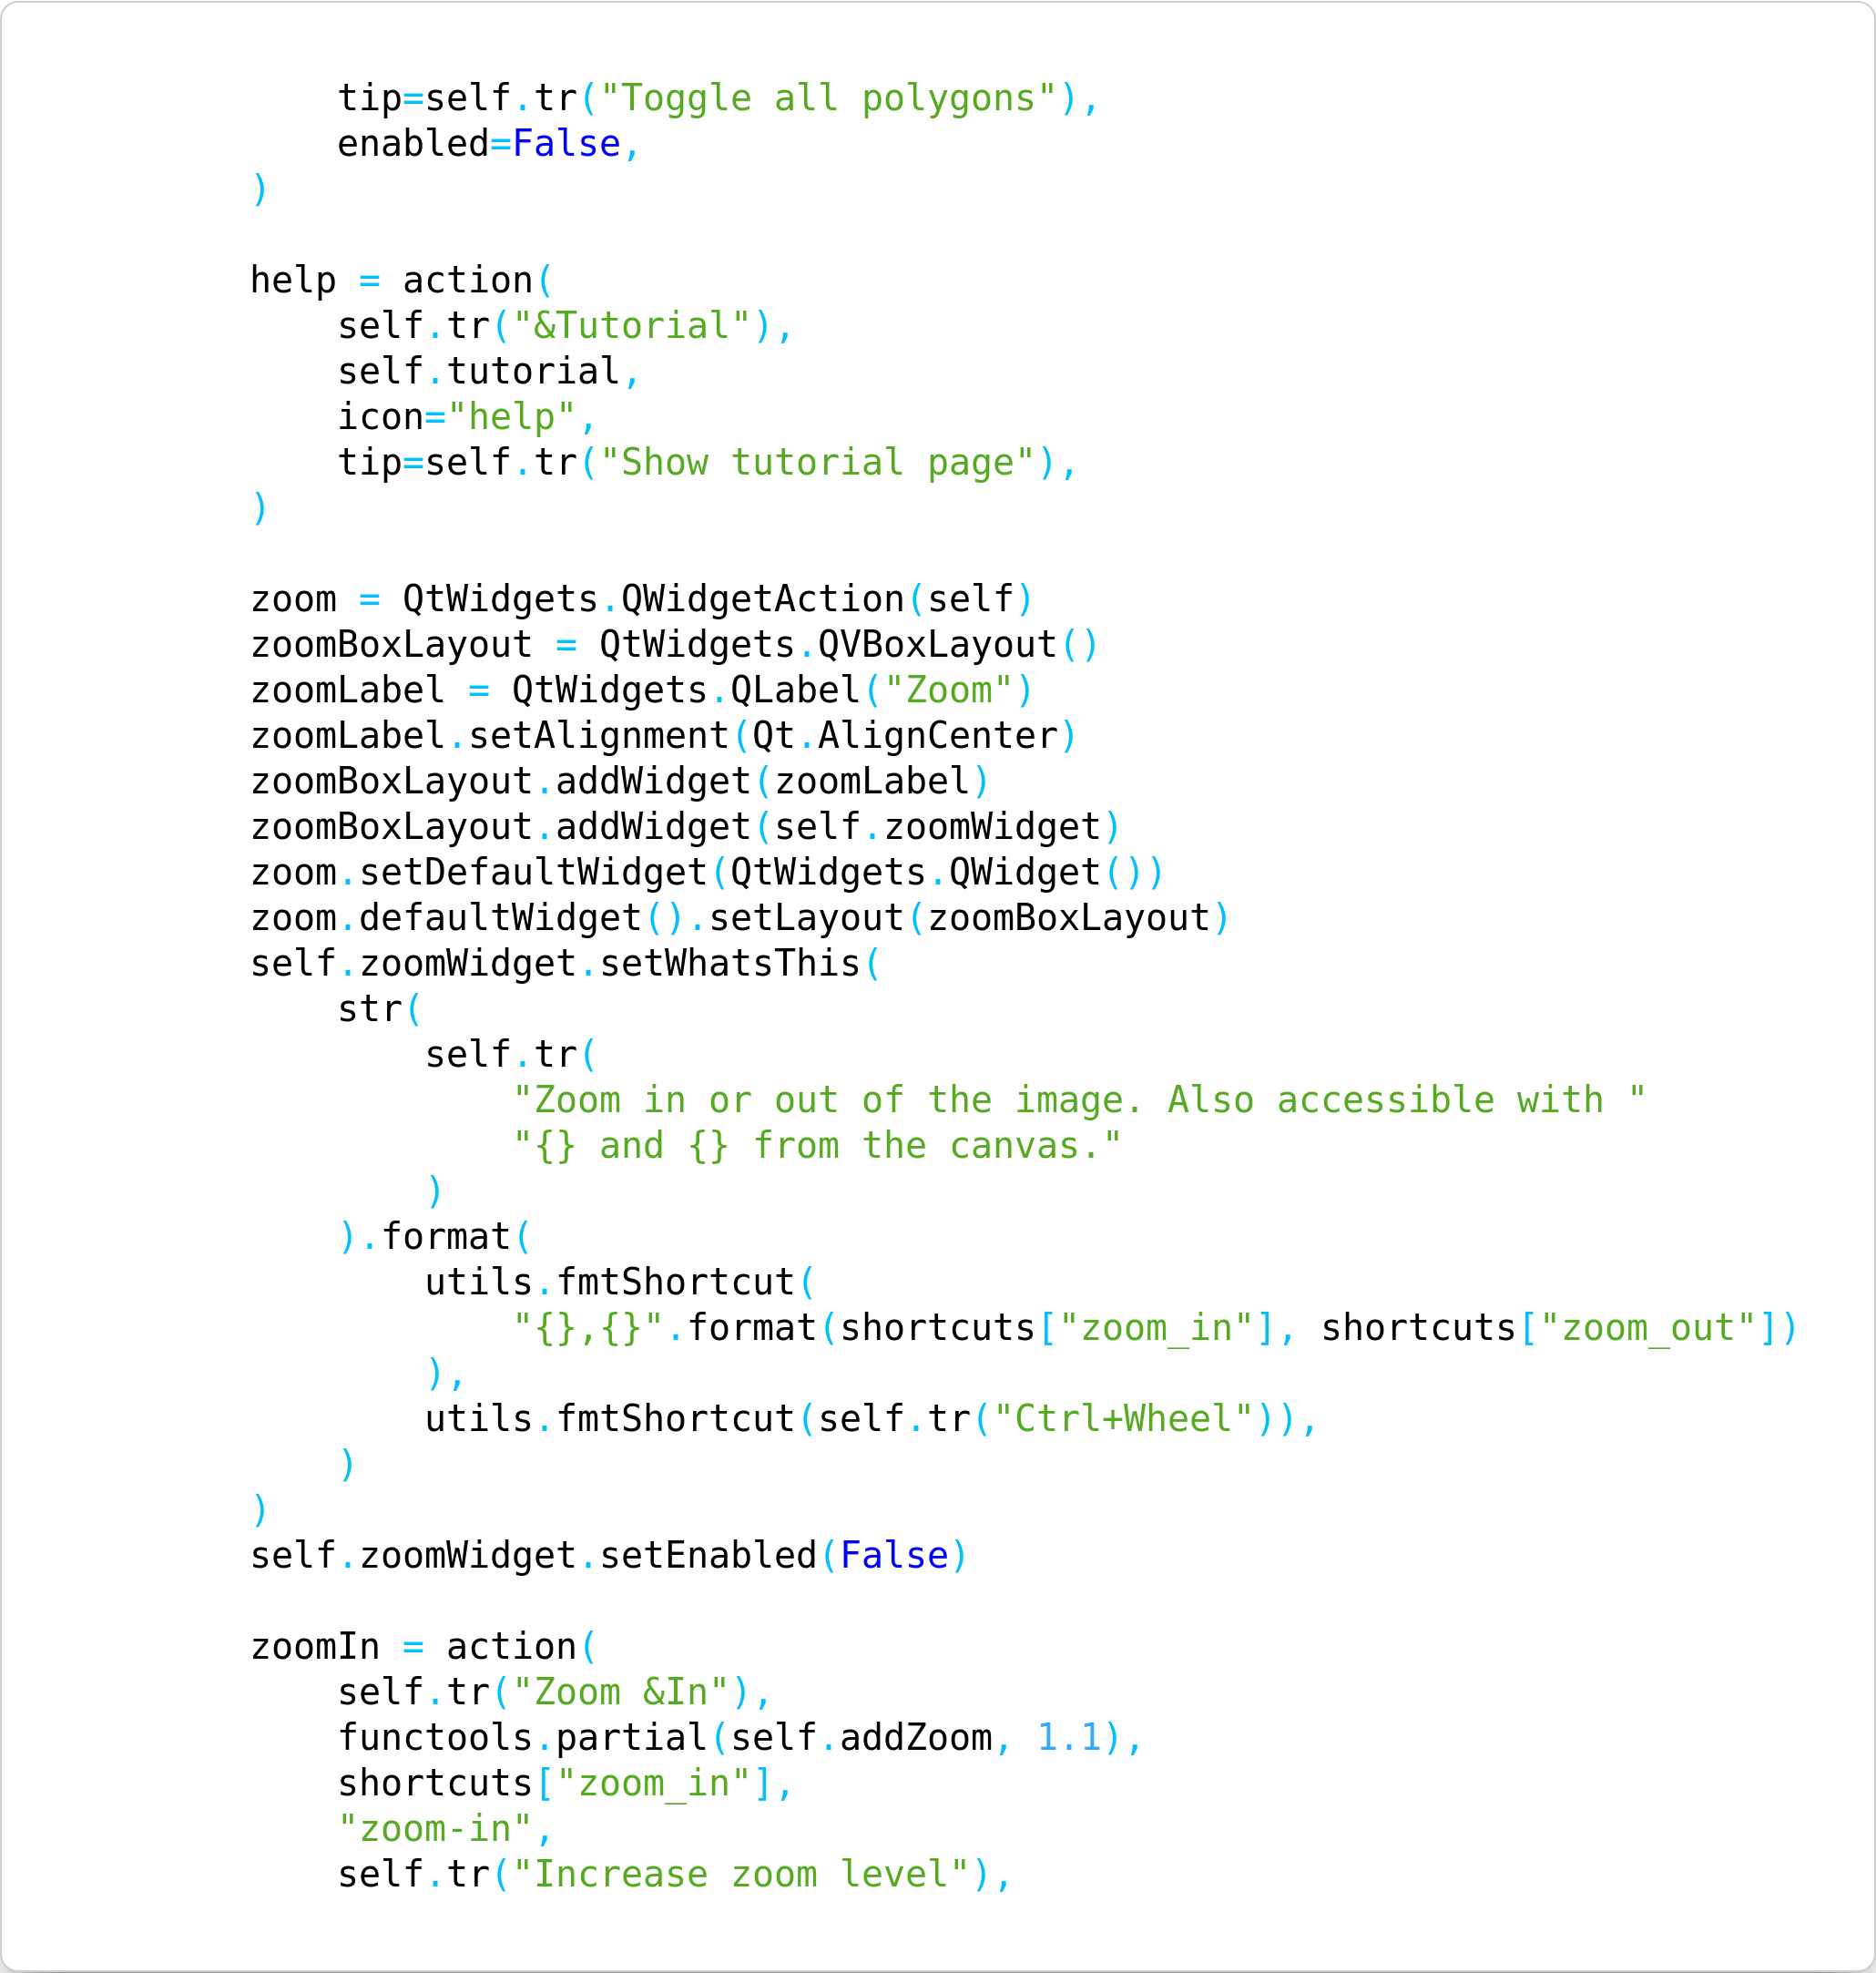 tip=self.tr("Toggle all polygons"),
            enabled=False,
        )

        help = action(
            self.tr("&Tutorial"),
            self.tutorial,
            icon="help",
            tip=self.tr("Show tutorial page"),
        )

        zoom = QtWidgets.QWidgetAction(self)
        zoomBoxLayout = QtWidgets.QVBoxLayout()
        zoomLabel = QtWidgets.QLabel("Zoom")
        zoomLabel.setAlignment(Qt.AlignCenter)
        zoomBoxLayout.addWidget(zoomLabel)
        zoomBoxLayout.addWidget(self.zoomWidget)
        zoom.setDefaultWidget(QtWidgets.QWidget())
        zoom.defaultWidget().setLayout(zoomBoxLayout)
        self.zoomWidget.setWhatsThis(
            str(
                self.tr(
                    "Zoom in or out of the image. Also accessible with "
                    "{} and {} from the canvas."
                )
            ).format(
                utils.fmtShortcut(
                    "{},{}".format(shortcuts["zoom_in"], shortcuts["zoom_out"])
                ),
                utils.fmtShortcut(self.tr("Ctrl+Wheel")),
            )
        )
        self.zoomWidget.setEnabled(False)

        zoomIn = action(
            self.tr("Zoom &In"),
            functools.partial(self.addZoom, 1.1),
            shortcuts["zoom_in"],
            "zoom-in",
            self.tr("Increase zoom level"),